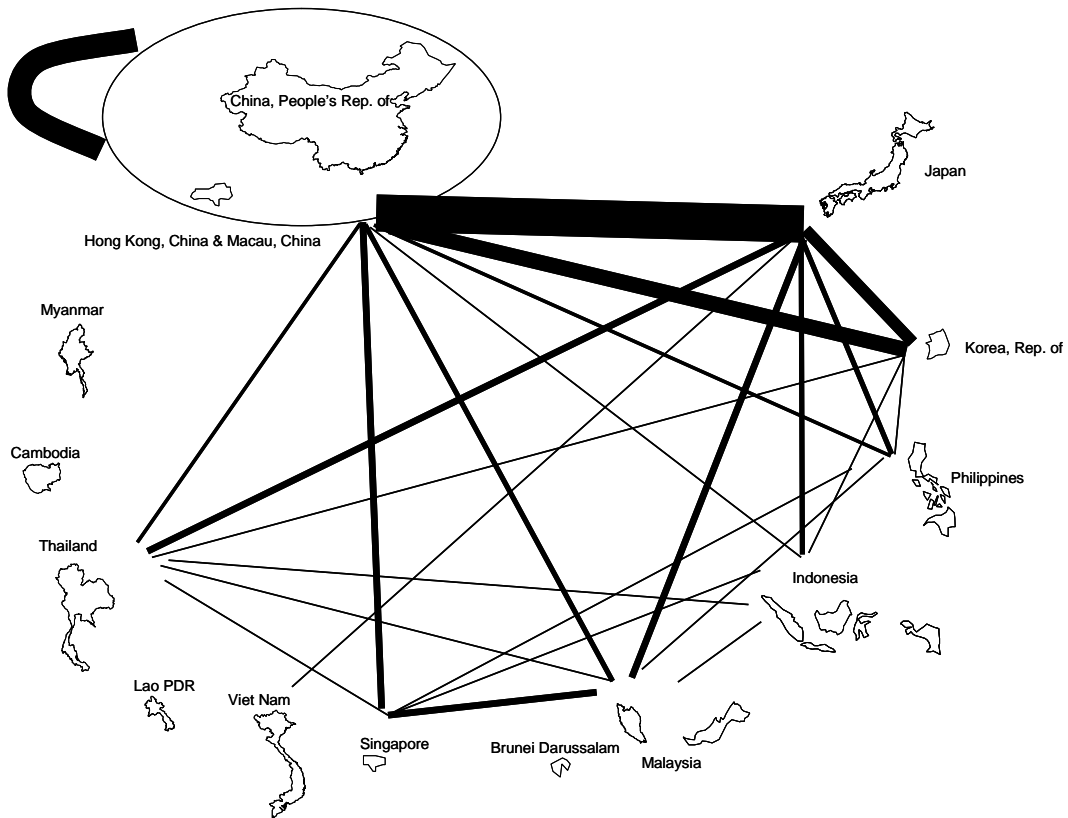 China, People's Rep. of
Japan
Hong Kong, China & Macau, China
Myanmar
Korea, Rep. of
Cambodia
Philippines
Thailand
Indonesia
Lao PDR
Viet Nam
Singapore
Brunei Darussalam
Malaysia